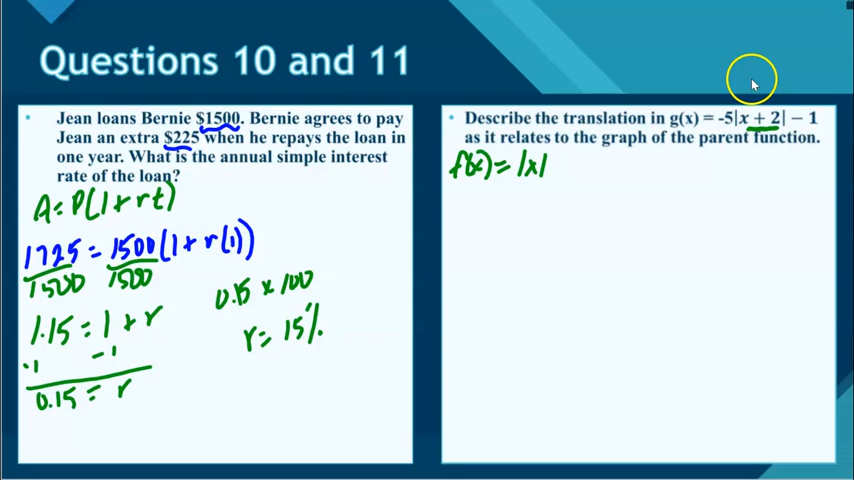 Questions 10 and 11
• Jean loans Bernie $1500. Bernie agrees to pay
Jean an extra $225 when he repays the loan in
one year. What is the annual simple interest
rate of the loan?
A = P(1 + rt)
1725 = 1500(1 + r(1))
1500 1500
1.15 = 1 + r
-1 -1
0.15 = r
0.15 × 100
r = 15%
• Describe the translation in g(x) = -5|x + 2| − 1
as it relates to the graph of the parent function.
f(x) = |x|